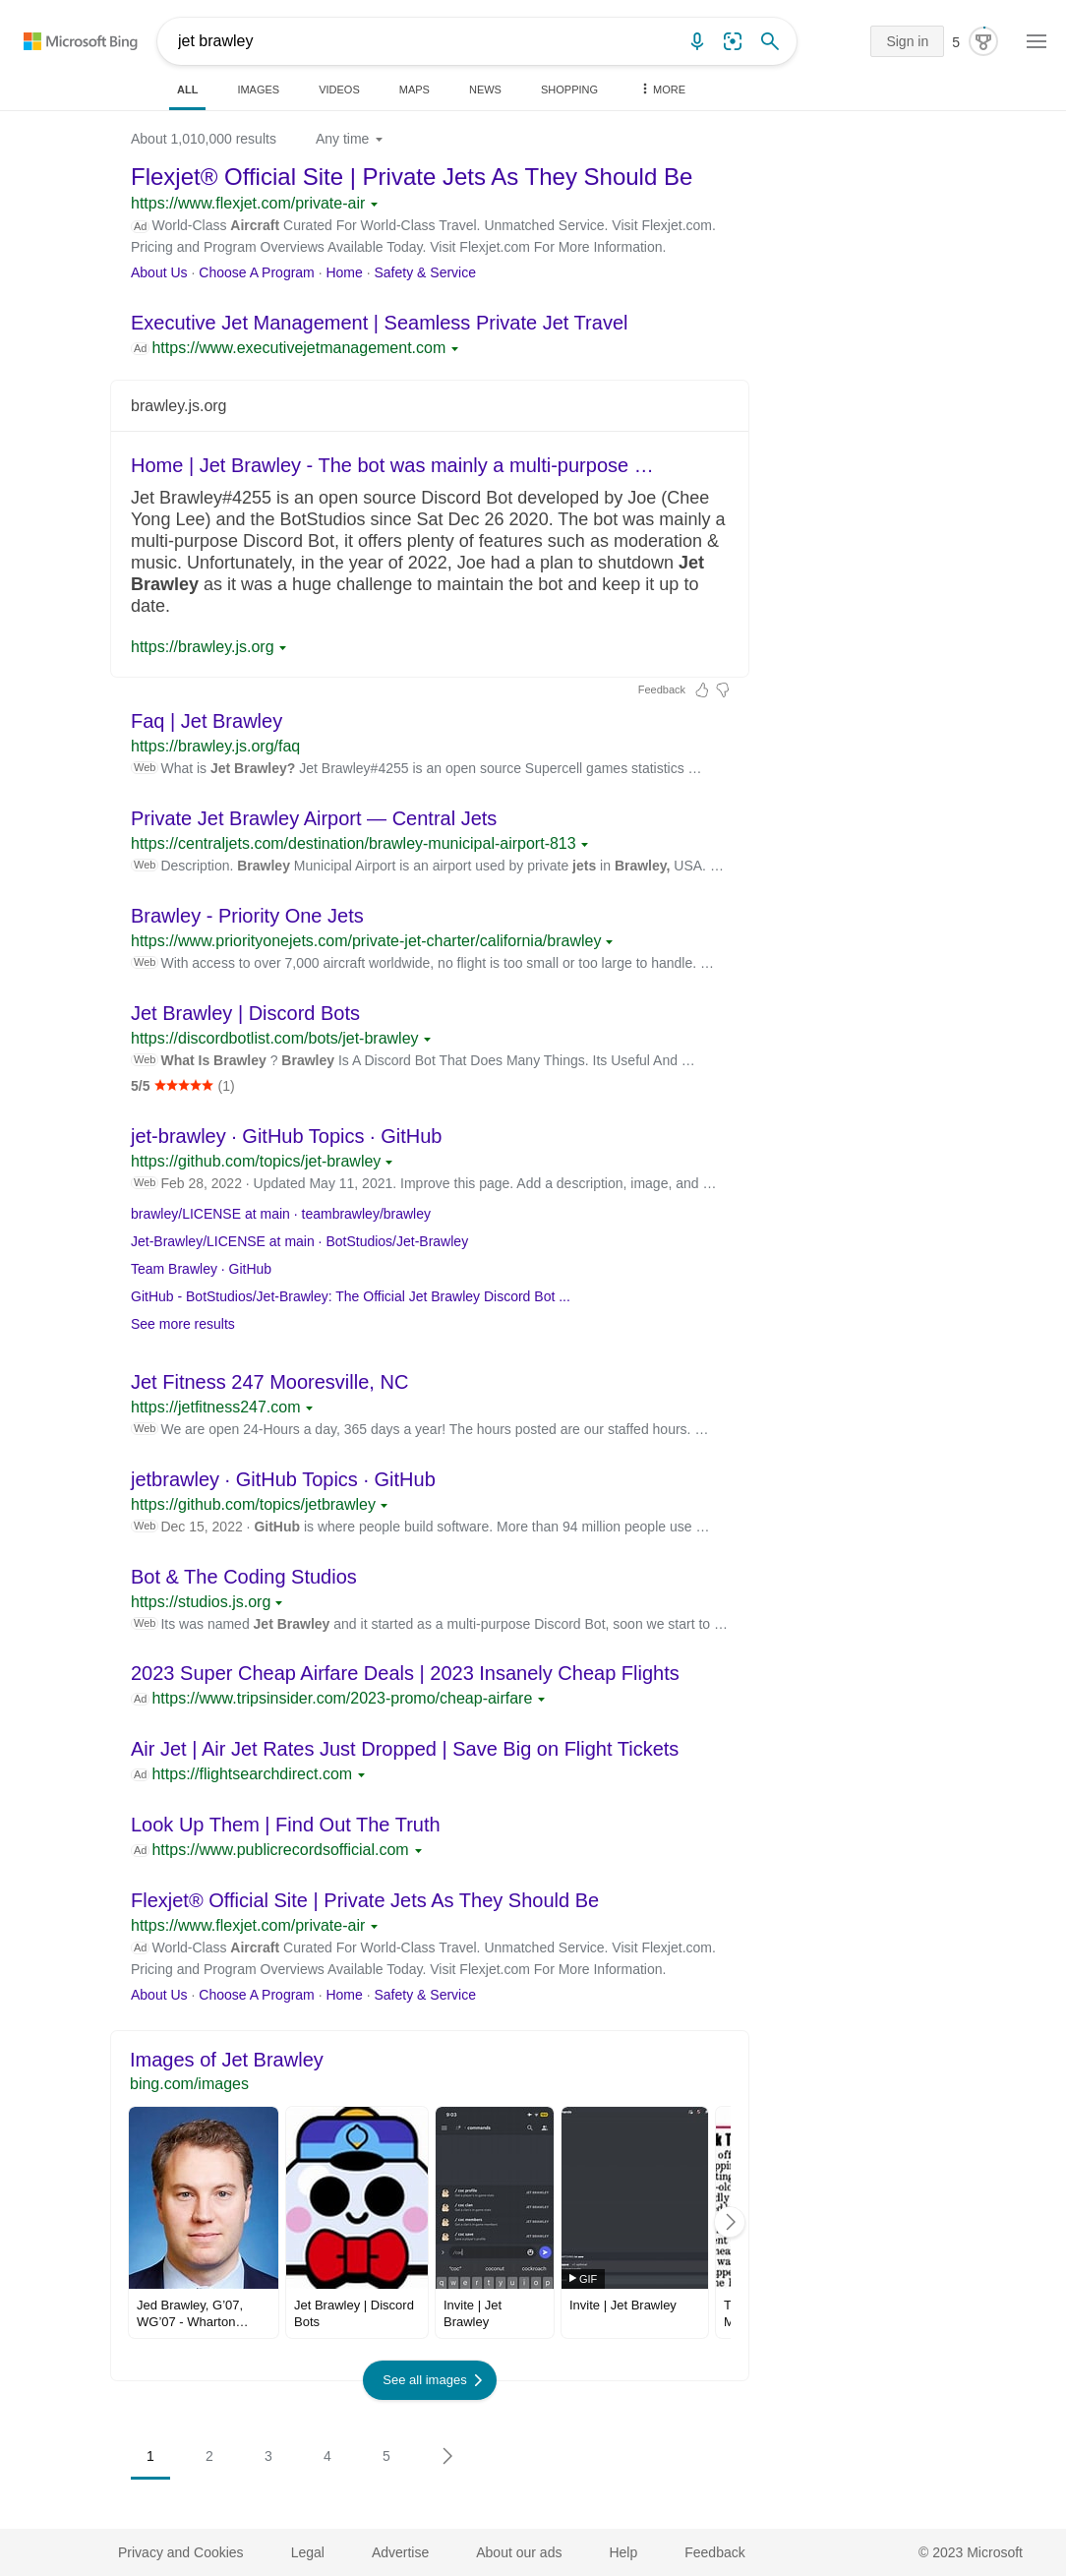 Microsoft Bing
jet brawley
Sign in
5
ALL
IMAGES
VIDEOS
MAPS
NEWS
SHOPPING
MORE
About 1,010,000 results
Any time
Flexjet® Official Site | Private Jets As They Should Be
https://www.flexjet.com/private-air
Ad World-Class Aircraft Curated For World-Class Travel. Unmatched Service. Visit Flexjet.com.
Pricing and Program Overviews Available Today. Visit Flexjet.com For More Information.
About Us · Choose A Program · Home · Safety & Service
Executive Jet Management | Seamless Private Jet Travel
Ad https://www.executivejetmanagement.com
brawley.js.org
Home | Jet Brawley - The bot was mainly a multi-purpose …
Jet Brawley#4255 is an open source Discord Bot developed by Joe (Chee
Yong Lee) and the BotStudios since Sat Dec 26 2020. The bot was mainly a
multi-purpose Discord Bot, it offers plenty of features such as moderation &
music. Unfortunately, in the year of 2022, Joe had a plan to shutdown Jet
Brawley as it was a huge challenge to maintain the bot and keep it up to
date.
https://brawley.js.org
Feedback
Faq | Jet Brawley
https://brawley.js.org/faq
Web What is Jet Brawley? Jet Brawley#4255 is an open source Supercell games statistics …
Private Jet Brawley Airport — Central Jets
https://centraljets.com/destination/brawley-municipal-airport-813
Web Description. Brawley Municipal Airport is an airport used by private jets in Brawley, USA. …
Brawley - Priority One Jets
https://www.priorityonejets.com/private-jet-charter/california/brawley
Web With access to over 7,000 aircraft worldwide, no flight is too small or too large to handle. …
Jet Brawley | Discord Bots
https://discordbotlist.com/bots/jet-brawley
Web What Is Brawley ? Brawley Is A Discord Bot That Does Many Things. Its Useful And …
5/5 ★★★★★ (1)
jet-brawley · GitHub Topics · GitHub
https://github.com/topics/jet-brawley
Web Feb 28, 2022 · Updated May 11, 2021. Improve this page. Add a description, image, and …
brawley/LICENSE at main · teambrawley/brawley
Jet-Brawley/LICENSE at main · BotStudios/Jet-Brawley
Team Brawley · GitHub
GitHub - BotStudios/Jet-Brawley: The Official Jet Brawley Discord Bot ...
See more results
Jet Fitness 247 Mooresville, NC
https://jetfitness247.com
Web We are open 24-Hours a day, 365 days a year! The hours posted are our staffed hours. …
jetbrawley · GitHub Topics · GitHub
https://github.com/topics/jetbrawley
Web Dec 15, 2022 · GitHub is where people build software. More than 94 million people use …
Bot & The Coding Studios
https://studios.js.org
Web Its was named Jet Brawley and it started as a multi-purpose Discord Bot, soon we start to …
2023 Super Cheap Airfare Deals | 2023 Insanely Cheap Flights
Ad https://www.tripsinsider.com/2023-promo/cheap-airfare
Air Jet | Air Jet Rates Just Dropped | Save Big on Flight Tickets
Ad https://flightsearchdirect.com
Look Up Them | Find Out The Truth
Ad https://www.publicrecordsofficial.com
Flexjet® Official Site | Private Jets As They Should Be
https://www.flexjet.com/private-air
Ad World-Class Aircraft Curated For World-Class Travel. Unmatched Service. Visit Flexjet.com.
Pricing and Program Overviews Available Today. Visit Flexjet.com For More Information.
About Us · Choose A Program · Home · Safety & Service
Images of Jet Brawley
bing.com/images
9:03
commands
/ coc profile
/ coc clan
/ coc members
"coc"
coconut
cockroach
q w e r t y u i o p
GIF
Jed Brawley, G'07,
WG'07 - Wharton…
Jet Brawley | Discord
Bots
Invite | Jet
Brawley
Invite | Jet Brawley
See all images
1
2
3
4
5
Privacy and Cookies
Legal
Advertise
About our ads
Help
Feedback
© 2023 Microsoft